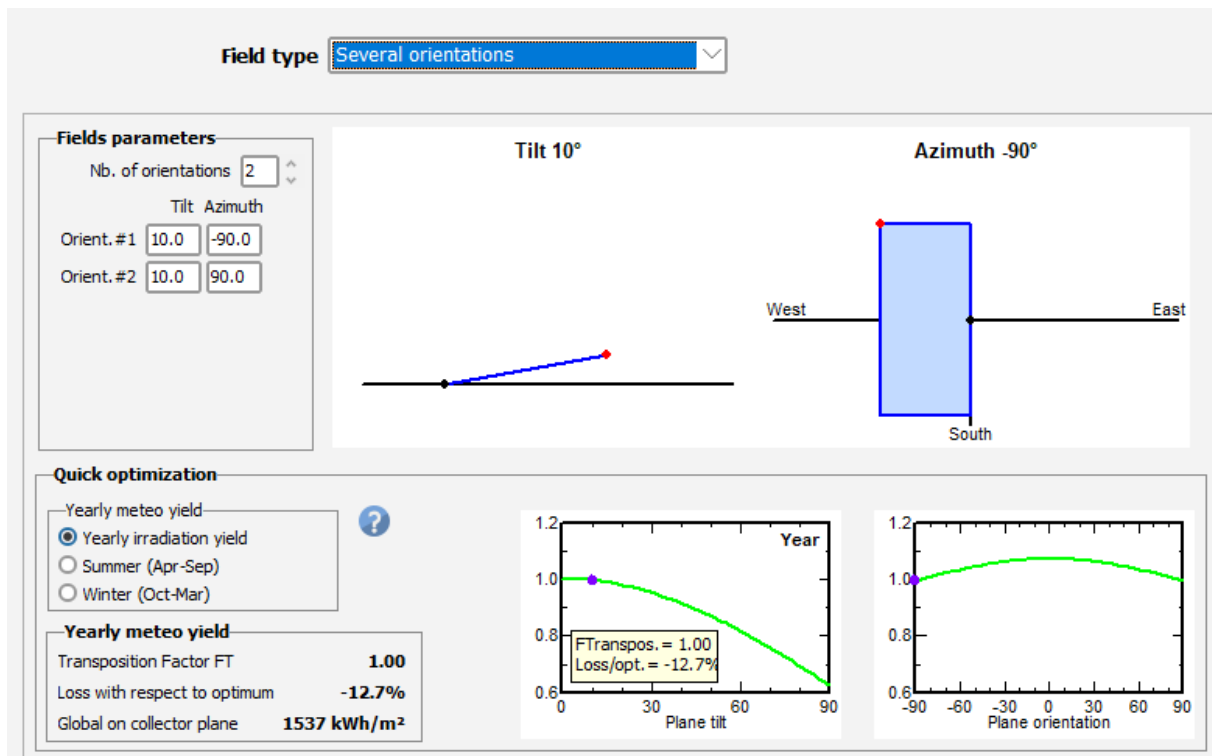 Field type Several orientations
Fields parameters
Nb. of orientations 2
Tilt Azimuth
Orient.#1 10.0 -90.0
Orient.#2 10.0 90.0
Tilt 10°
Azimuth -90°
West
East
South
Quick optimization
Yearly meteo yield
Yearly irradiation yield
Summer (Apr-Sep)
Winter (Oct-Mar)
?
Yearly meteo yield
Transposition Factor FT 1.00
Loss with respect to optimum -12.7%
Global on collector plane 1537 kWh/m²
1.2
Year
1.0
0.8
FTranspos.= 1.00
Loss/opt.= -12.7%
0.6
0 30 60 90
Plane tilt
1.2
1.0
0.8
0.6
-90 -60 -30 0 30 60 90
Plane orientation